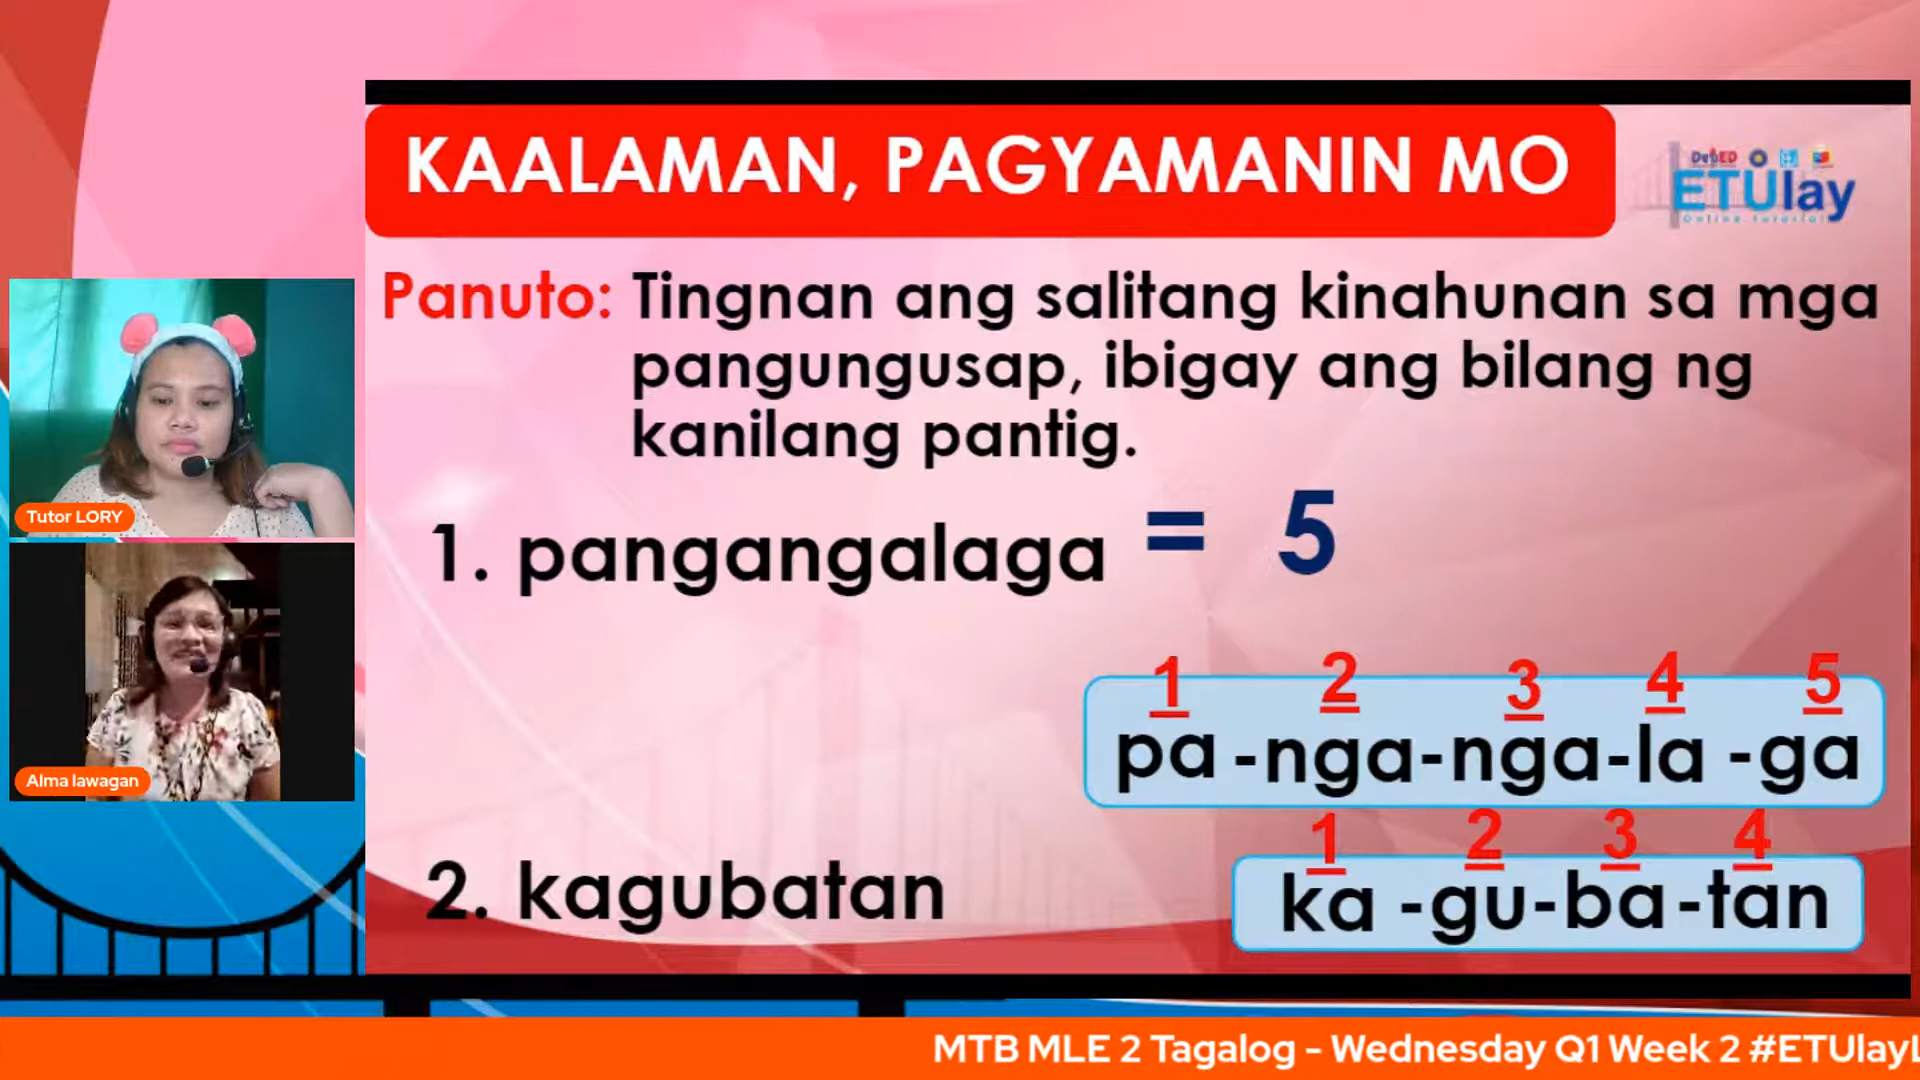 KAALAMAN, PAGYAMANIN MO
DepED
ETUlay
Online Tutorial
Panuto: Tingnan ang salitang kinahunan sa mga
pangungusap, ibigay ang bilang ng
kanilang pantig.
1. pangangalaga = 5
1 2 3 4 5
pa -nga-nga-la -ga
1 2 3 4
2. kagubatan
ka -gu-ba-tan
Tutor LORY
Alma lawagan
MTB MLE 2 Tagalog - Wednesday Q1 Week 2 #ETUlayL